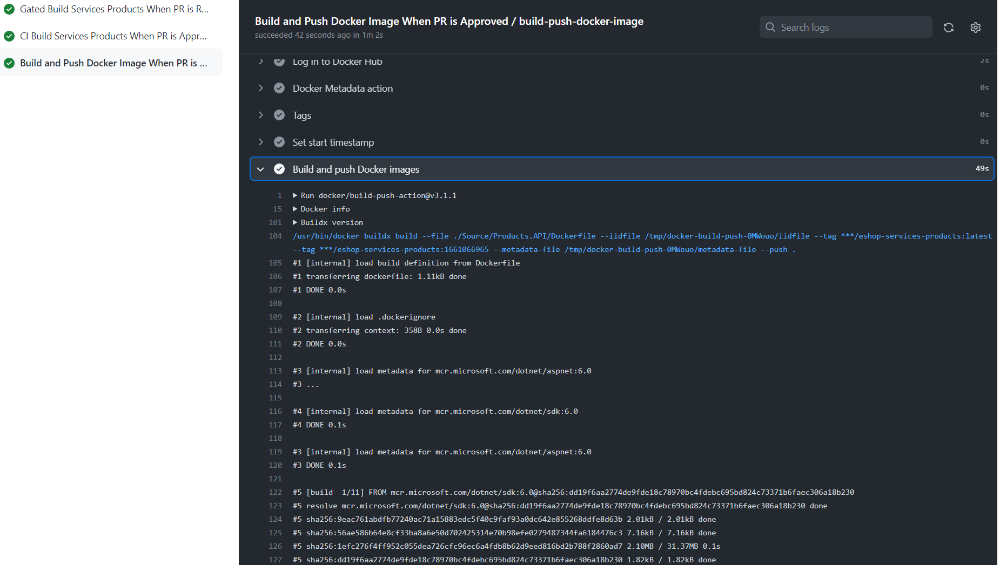 Gated Build Services Products When PR is R...
CI Build Services Products When PR is Appr...
Build and Push Docker Image When PR is ...
Build and Push Docker Image When PR is Approved / build-push-docker-image
succeeded 42 seconds ago in 1m 2s
Search logs
Log in to Docker Hub 2s
Docker Metadata action 0s
Tags 0s
Set start timestamp 0s
Build and push Docker images 49s
1 ▶ Run docker/build-push-action@v3.1.1
15 ▶ Docker info
101 ▶ Buildx version
104 /usr/bin/docker buildx build --file ./Source/Products.API/Dockerfile --iidfile /tmp/docker-build-push-0MWouo/iidfile --tag ***/eshop-services-products:latest
--tag ***/eshop-services-products:1661066965 --metadata-file /tmp/docker-build-push-0MWouo/metadata-file --push .
105 #1 [internal] load build definition from Dockerfile
106 #1 transferring dockerfile: 1.11kB done
107 #1 DONE 0.0s
108
109 #2 [internal] load .dockerignore
110 #2 transferring context: 358B 0.0s done
111 #2 DONE 0.0s
112
113 #3 [internal] load metadata for mcr.microsoft.com/dotnet/aspnet:6.0
114 #3 ...
115
116 #4 [internal] load metadata for mcr.microsoft.com/dotnet/sdk:6.0
117 #4 DONE 0.1s
118
119 #3 [internal] load metadata for mcr.microsoft.com/dotnet/aspnet:6.0
120 #3 DONE 0.1s
121
122 #5 [build  1/11] FROM mcr.microsoft.com/dotnet/sdk:6.0@sha256:dd19f6aa2774de9fde18c78970bc4fdebc695bd824c73371b6faec306a18b230
123 #5 resolve mcr.microsoft.com/dotnet/sdk:6.0@sha256:dd19f6aa2774de9fde18c78970bc4fdebc695bd824c73371b6faec306a18b230 done
124 #5 sha256:9eac761abdfb77240ac71a15883edc5f40c9faf93a0dc642e855268ddfe8d63b 2.01kB / 2.01kB done
125 #5 sha256:56ae586b64e8cf33ba8a6e50d702425314e70b98efe0279487344fa6184476c3 7.16kB / 7.16kB done
126 #5 sha256:1efc276f4ff952c055dea726cfc96ec6a4fdb8b62d9eed816bd2b788f2860ad7 2.10MB / 31.37MB 0.1s
127 #5 sha256:dd19f6aa2774de9fde18c78970bc4fdebc695bd824c73371b6faec306a18b230 1.82kB / 1.82kB done